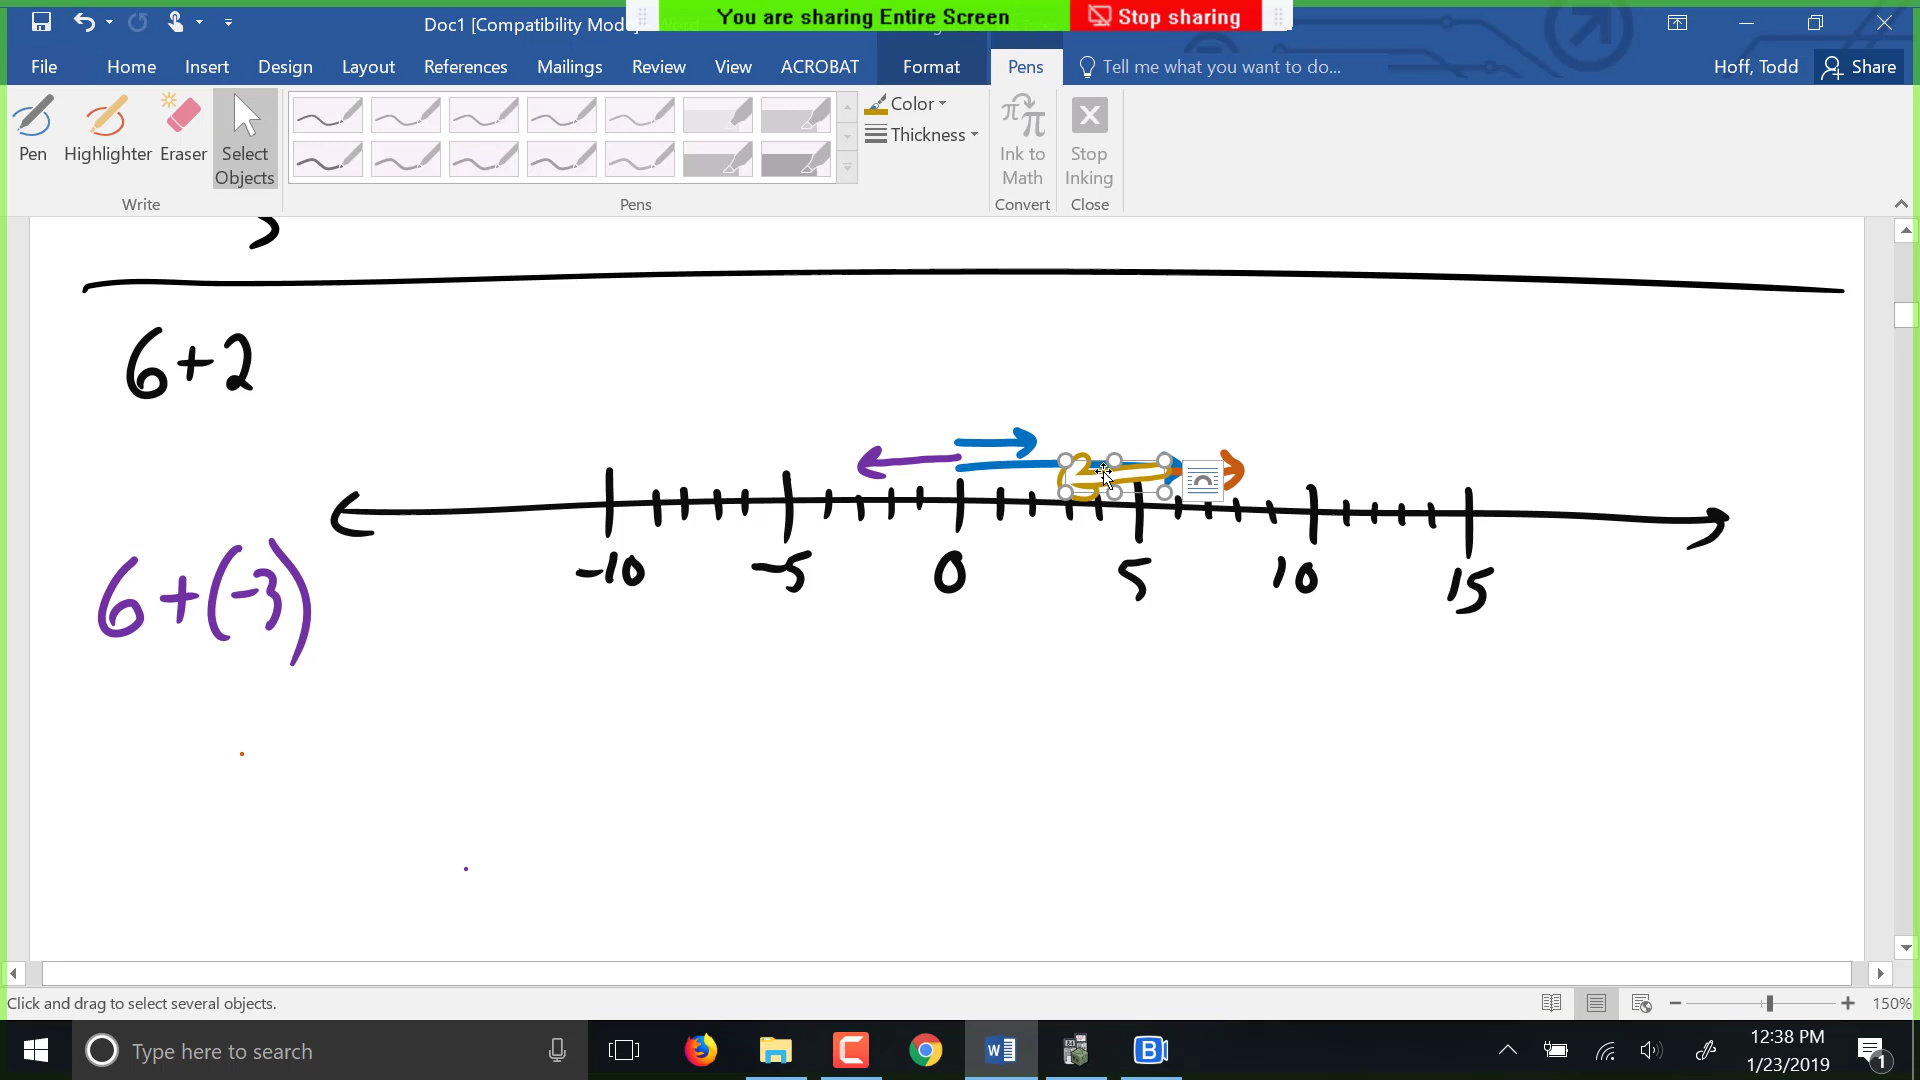 You are sharing Entire Screen Stop sharing
Doc1 [Compatibility Mod
File Home Insert Design Layout References Mailings Review View ACROBAT Format Pens Tell me what you want to do... Hoff, Todd Share
Pen Highlighter Eraser Select Objects
Color
Thickness
Ink to Math
Stop Inking
Write Pens Convert Close
6+2
-10 -5 0 5 10 15
6+(-3)
Click and drag to select several objects.
150%
Type here to search
12:38 PM
1/23/2019
1